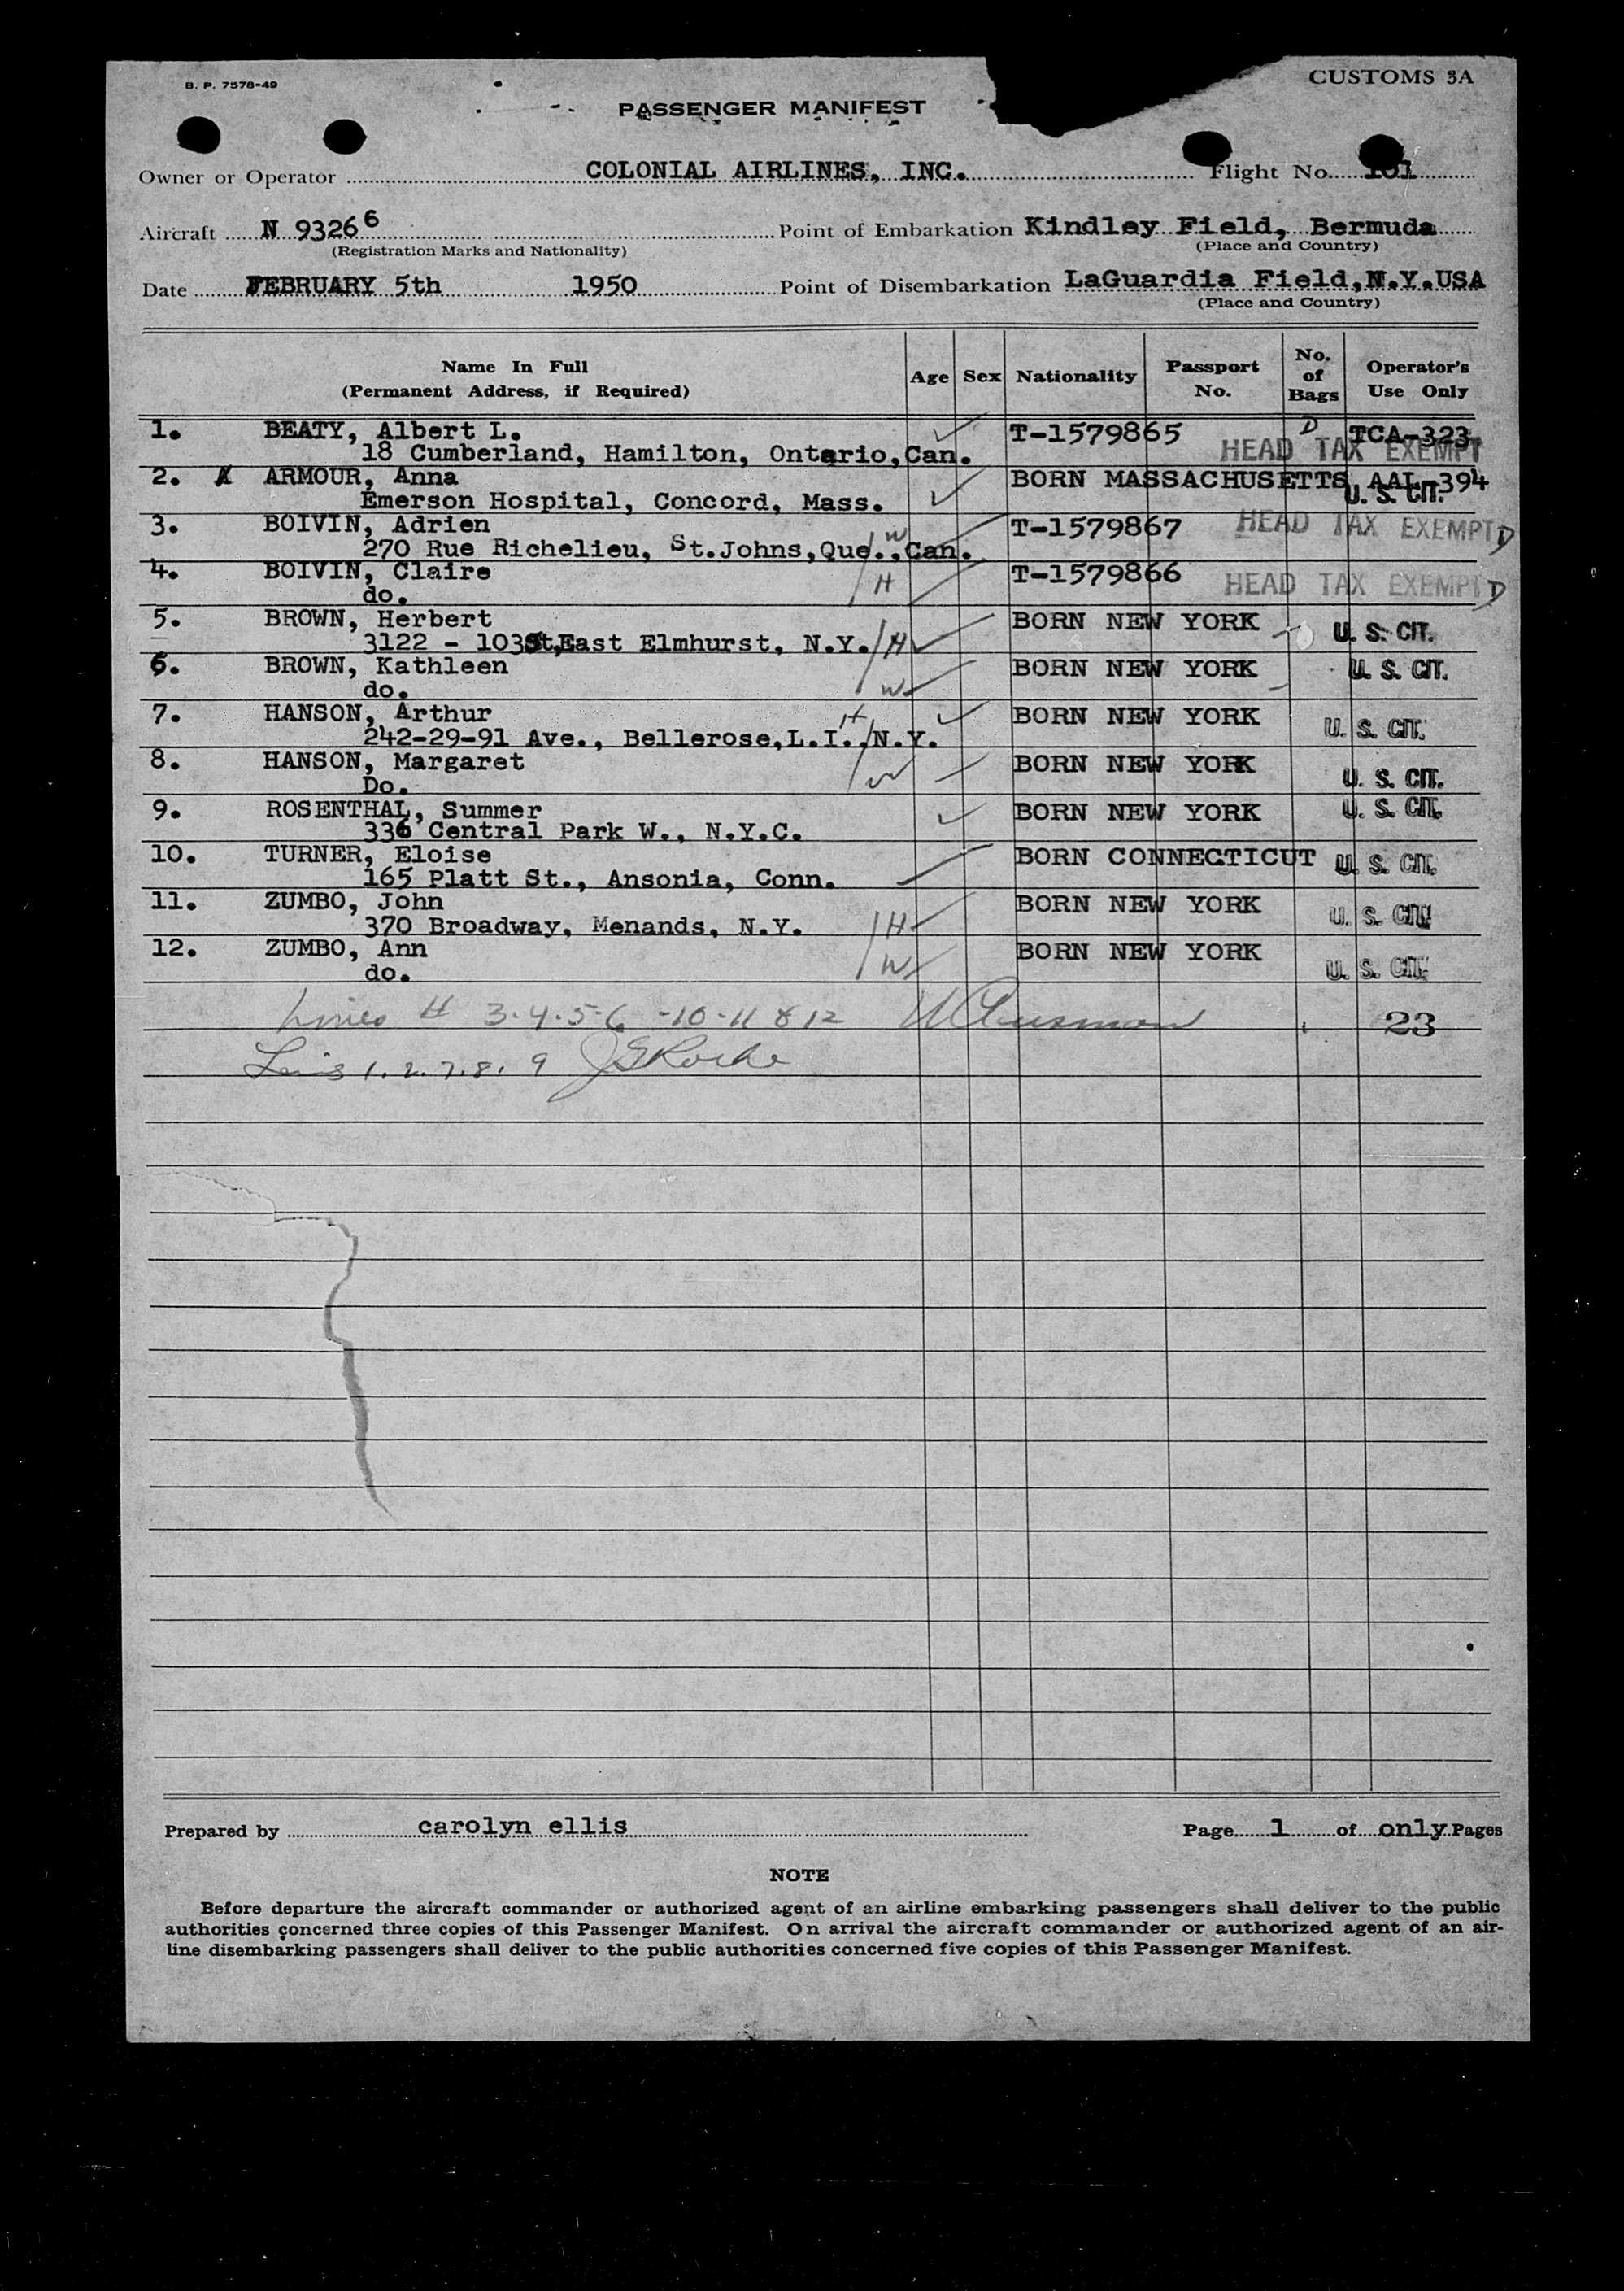 B. P. 7578-49
CUSTOMS 3A
PASSENGER MANIFEST
Owner or Operator COLONIAL AIRLINES, INC. Flight No. 101
Aircraft N 93266 Point of Embarkation Kindley Field, Bermuda
(Registration Marks and Nationality) (Place and Country)
Date FEBRUARY 5th 1950 Point of Disembarkation LaGuardia Field,N.Y.USA
(Place and Country)
Name In Full (Permanent Address, if Required) Age Sex Nationality Passport No. No. of Bags Operator's Use Only
1. BEATY, Albert L. T-1579865 D TCA-323
18 Cumberland, Hamilton, Ontario,Can. HEAD TAX EXEMPT
2. ARMOUR, Anna BORN MASSACHUSETTS AAL-394
Emerson Hospital, Concord, Mass. U. S. CIT.
3. BOIVIN, Adrien T-1579867 HEAD TAX EXEMPT D
270 Rue Richelieu, St.Johns,Que.,Can. W
4. BOIVIN, Claire T-1579866 HEAD TAX EXEMPT D
do. H
5. BROWN, Herbert BORN NEW YORK U. S. CIT.
3122 - 103 St,East Elmhurst, N.Y. H
6. BROWN, Kathleen BORN NEW YORK U. S. CIT.
do. W
7. HANSON, Arthur H BORN NEW YORK U. S. CIT.
242-29-91 Ave., Bellerose,L.I.,N.Y.
8. HANSON, Margaret BORN NEW YORK U. S. CIT.
Do. W
9. ROSENTHAL, Summer BORN NEW YORK U. S. CIT.
336 Central Park W., N.Y.C.
10. TURNER, Eloise BORN CONNECTICUT U. S. CIT.
165 Platt St., Ansonia, Conn.
11. ZUMBO, John BORN NEW YORK U. S. CIT.
370 Broadway, Menands, N.Y. H
12. ZUMBO, Ann BORN NEW YORK U. S. CIT.
do. W
Lines # 3-4-5-6 -10-11 & 12 23
1. 2. 7. 8. 9
Prepared by carolyn ellis Page 1 of only Pages
NOTE
Before departure the aircraft commander or authorized agent of an airline embarking passengers shall deliver to the public
authorities concerned three copies of this Passenger Manifest. On arrival the aircraft commander or authorized agent of an air-
line disembarking passengers shall deliver to the public authorities concerned five copies of this Passenger Manifest.